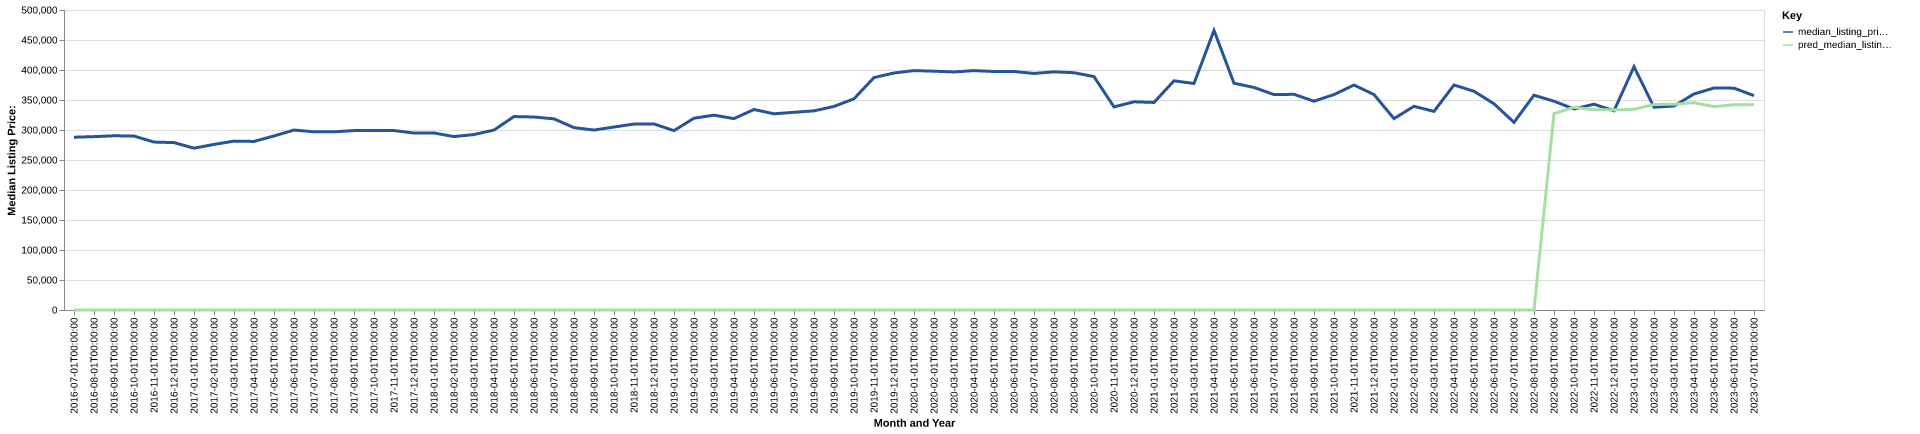 500,000
450,000
400,000
350,000
300,000
250,000
200,000
150,000
100,000
50,000
0
Median Listing Price:
2016-07-01T00:00:00
2016-08-01T00:00:00
2016-09-01T00:00:00
2016-10-01T00:00:00
2016-11-01T00:00:00
2016-12-01T00:00:00
2017-01-01T00:00:00
2017-02-01T00:00:00
2017-03-01T00:00:00
2017-04-01T00:00:00
2017-05-01T00:00:00
2017-06-01T00:00:00
2017-07-01T00:00:00
2017-08-01T00:00:00
2017-09-01T00:00:00
2017-10-01T00:00:00
2017-11-01T00:00:00
2017-12-01T00:00:00
2018-01-01T00:00:00
2018-02-01T00:00:00
2018-03-01T00:00:00
2018-04-01T00:00:00
2018-05-01T00:00:00
2018-06-01T00:00:00
2018-07-01T00:00:00
2018-08-01T00:00:00
2018-09-01T00:00:00
2018-10-01T00:00:00
2018-11-01T00:00:00
2018-12-01T00:00:00
2019-01-01T00:00:00
2019-02-01T00:00:00
2019-03-01T00:00:00
2019-04-01T00:00:00
2019-05-01T00:00:00
2019-06-01T00:00:00
2019-07-01T00:00:00
2019-08-01T00:00:00
2019-09-01T00:00:00
2019-10-01T00:00:00
2019-11-01T00:00:00
2019-12-01T00:00:00
2020-01-01T00:00:00
2020-02-01T00:00:00
2020-03-01T00:00:00
2020-04-01T00:00:00
2020-05-01T00:00:00
2020-06-01T00:00:00
2020-07-01T00:00:00
2020-08-01T00:00:00
2020-09-01T00:00:00
2020-10-01T00:00:00
2020-11-01T00:00:00
2020-12-01T00:00:00
2021-01-01T00:00:00
2021-02-01T00:00:00
2021-03-01T00:00:00
2021-04-01T00:00:00
2021-05-01T00:00:00
2021-06-01T00:00:00
2021-07-01T00:00:00
2021-08-01T00:00:00
2021-09-01T00:00:00
2021-10-01T00:00:00
2021-11-01T00:00:00
2021-12-01T00:00:00
2022-01-01T00:00:00
2022-02-01T00:00:00
2022-03-01T00:00:00
2022-04-01T00:00:00
2022-05-01T00:00:00
2022-06-01T00:00:00
2022-07-01T00:00:00
2022-08-01T00:00:00
2022-09-01T00:00:00
2022-10-01T00:00:00
2022-11-01T00:00:00
2022-12-01T00:00:00
2023-01-01T00:00:00
2023-02-01T00:00:00
2023-03-01T00:00:00
2023-04-01T00:00:00
2023-05-01T00:00:00
2023-06-01T00:00:00
2023-07-01T00:00:00
Month and Year
Key
median_listing_pri…
pred_median_listin…